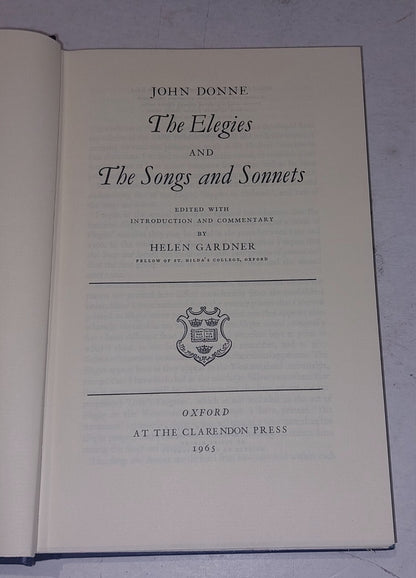 JOHN DONNE
The Elegies
AND
The Songs and Sonnets
EDITED WITH
INTRODUCTION AND COMMENTARY
BY
HELEN GARDNER
FELLOW OF ST. HILDA'S COLLEGE, OXFORD
OXFORD
AT THE CLARENDON PRESS
1965